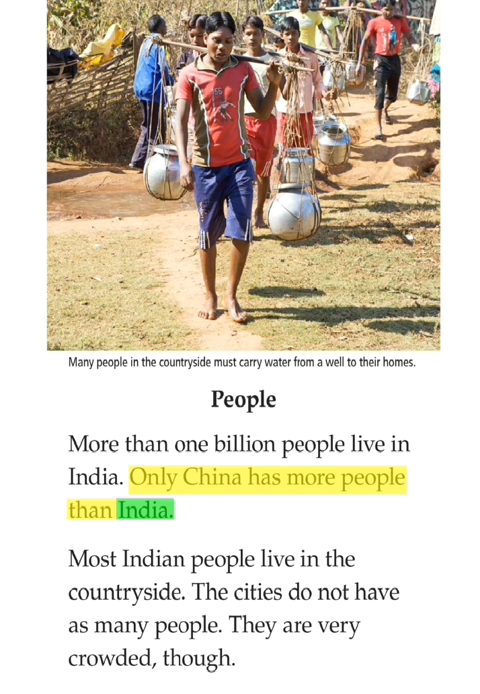 Many people in the countryside must carry water from a well to their homes.
People
More than one billion people live in
India. Only China has more people
than India.
Most Indian people live in the
countryside. The cities do not have
as many people. They are very
crowded, though.